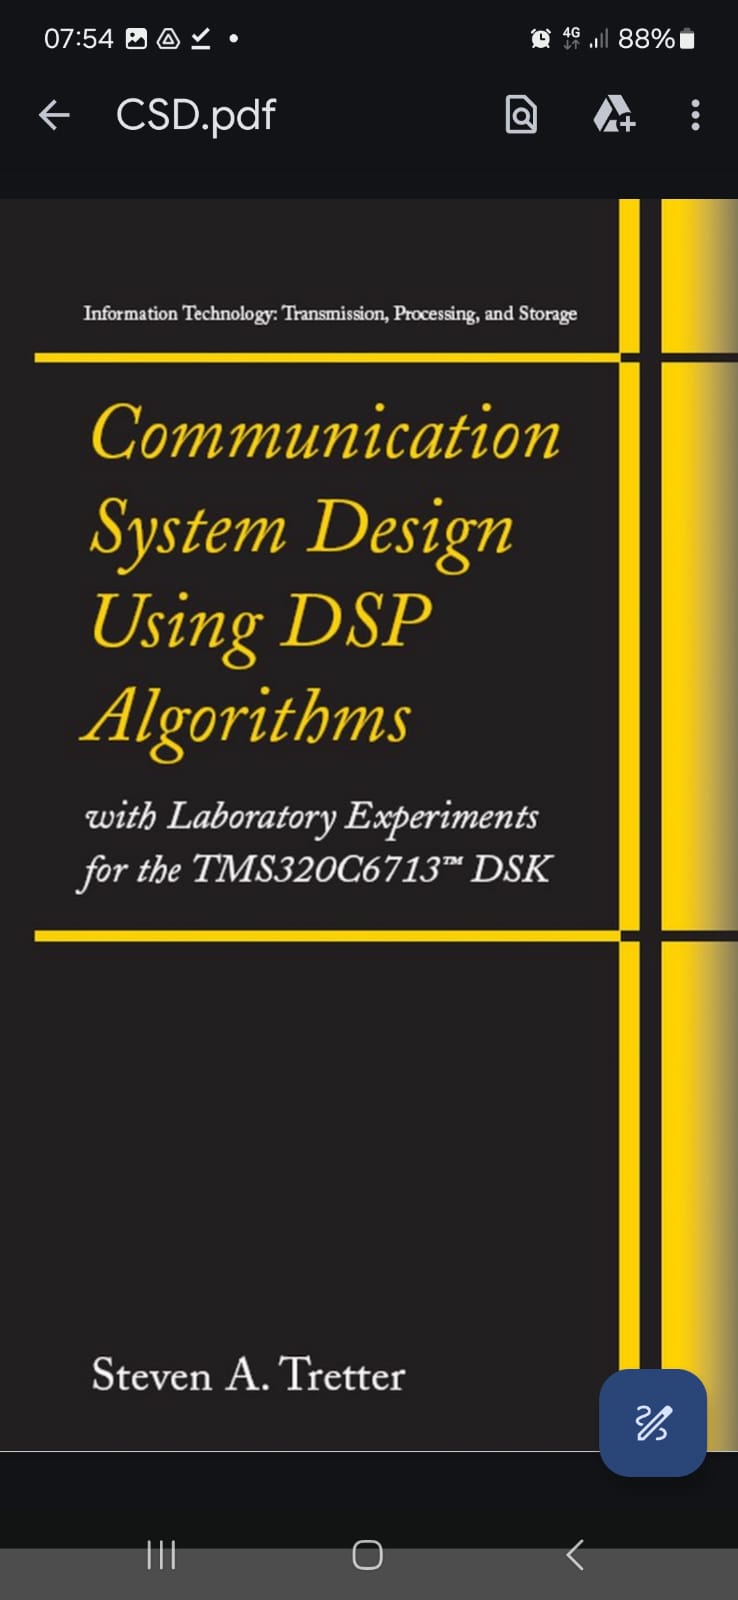 07:54 4G 88%
CSD.pdf
Information Technology: Transmission, Processing, and Storage
Communication
System Design
Using DSP
Algorithms
with Laboratory Experiments
for the TMS320C6713™ DSK
Steven A. Tretter